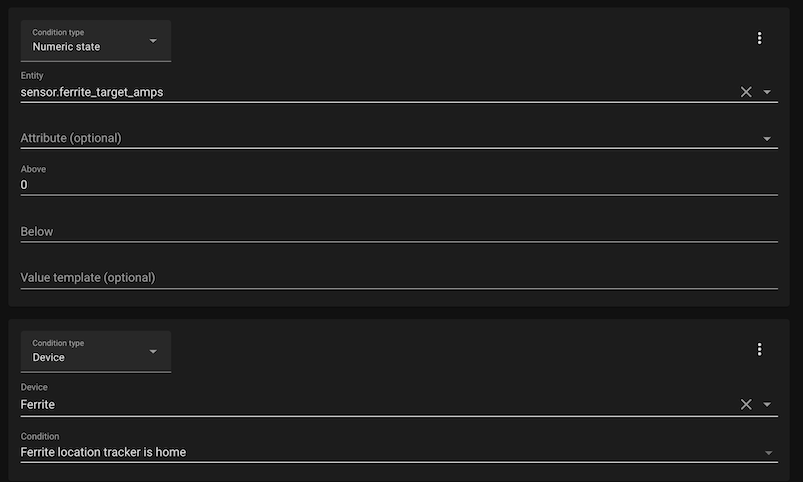 Condition type
Numeric state
Entity
sensor.ferrite_target_amps
Attribute (optional)
Above
0
Below
Value template (optional)
Condition type
Device
Device
Ferrite
Condition
Ferrite location tracker is home